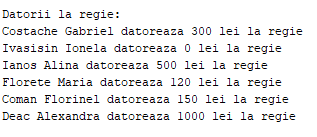 Datorii la regie:
Costache Gabriel datoreaza 300 lei la regie
Ivasisin Ionela datoreaza 0 lei la regie
Ianos Alina datoreaza 500 lei la regie
Florete Maria datoreaza 120 lei la regie
Coman Florinel datoreaza 150 lei la regie
Deac Alexandra datoreaza 1000 lei la regie